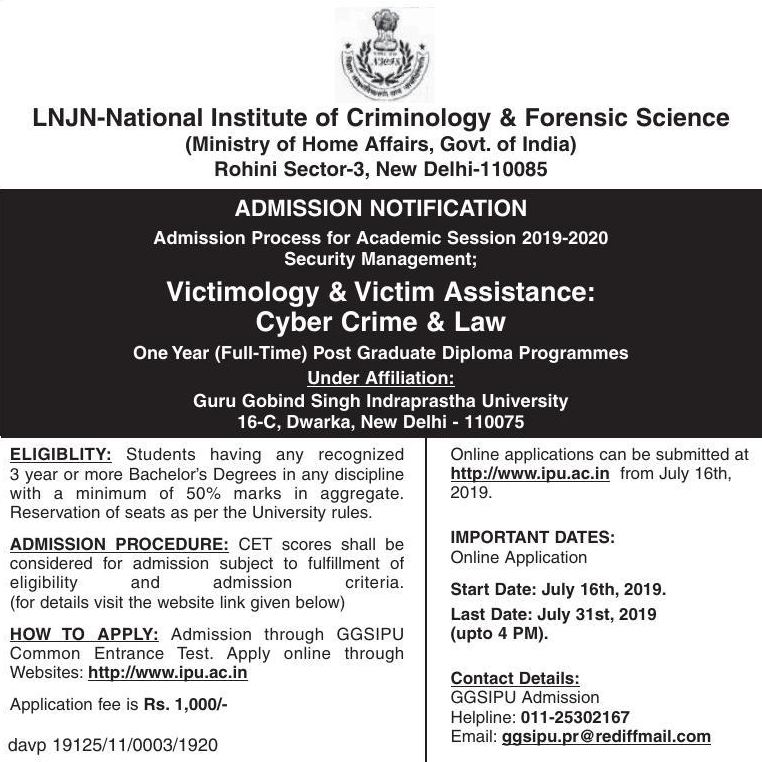 LNJN-National Institute of Criminology & Forensic Science
(Ministry of Home Affairs, Govt. of India)
Rohini Sector-3, New Delhi-110085
ADMISSION NOTIFICATION
Admission Process for Academic Session 2019-2020
Security Management;
Victimology & Victim Assistance:
Cyber Crime & Law
One Year (Full-Time) Post Graduate Diploma Programmes
Under Affiliation:
Guru Gobind Singh Indraprastha University
16-C, Dwarka, New Delhi - 110075
ELIGIBLITY: Students having any recognized
3 year or more Bachelor's Degrees in any discipline
with a minimum of 50% marks in aggregate.
Reservation of seats as per the University rules.
ADMISSION PROCEDURE: CET scores shall be
considered for admission subject to fulfillment of
eligibility and admission criteria.
(for details visit the website link given below)
HOW TO APPLY: Admission through GGSIPU
Common Entrance Test. Apply online through
Websites: http://www.ipu.ac.in
Application fee is Rs. 1,000/-
davp 19125/11/0003/1920
Online applications can be submitted at
http://www.ipu.ac.in from July 16th,
2019.
IMPORTANT DATES:
Online Application
Start Date: July 16th, 2019.
Last Date: July 31st, 2019
(upto 4 PM).
Contact Details:
GGSIPU Admission
Helpline: 011-25302167
Email: ggsipu.pr@rediffmail.com